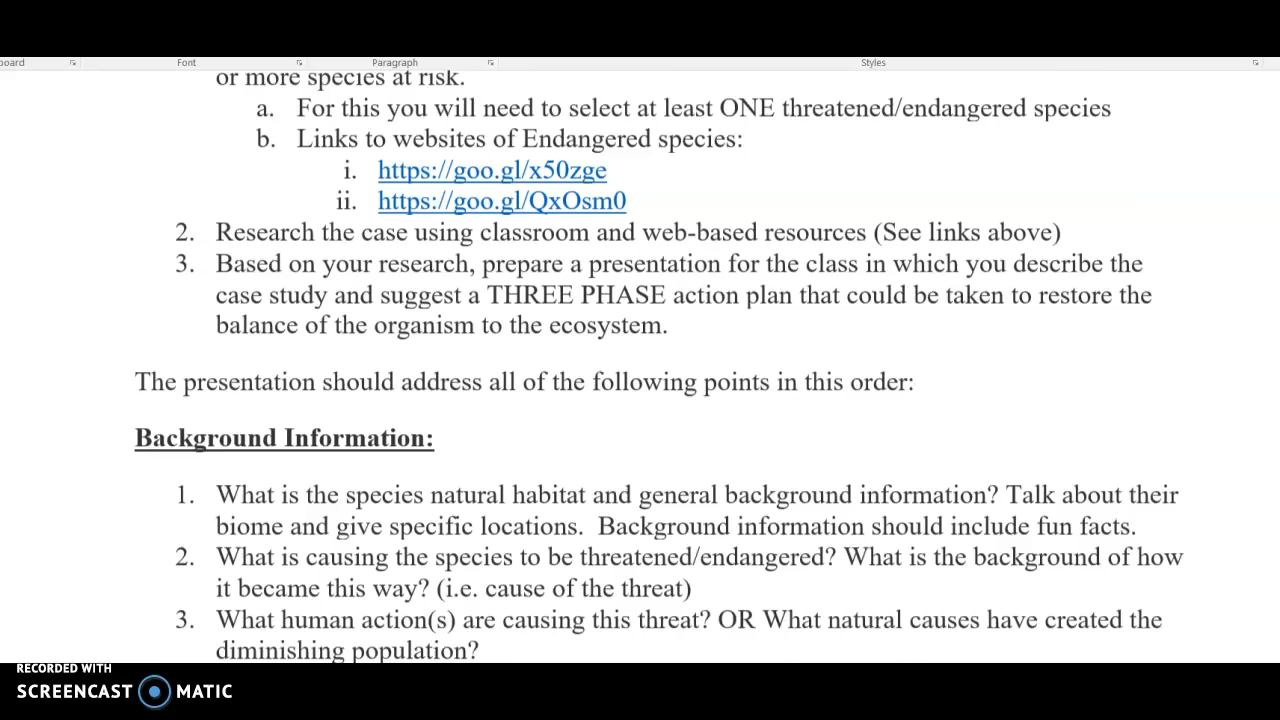 board Font Paragraph Styles
or more species at risk.
a. For this you will need to select at least ONE threatened/endangered species
b. Links to websites of Endangered species:
i. https://goo.gl/x50zge
ii. https://goo.gl/QxOsm0
2. Research the case using classroom and web-based resources (See links above)
3. Based on your research, prepare a presentation for the class in which you describe the
case study and suggest a THREE PHASE action plan that could be taken to restore the
balance of the organism to the ecosystem.
The presentation should address all of the following points in this order:
Background Information:
1. What is the species natural habitat and general background information? Talk about their
biome and give specific locations. Background information should include fun facts.
2. What is causing the species to be threatened/endangered? What is the background of how
it became this way? (i.e. cause of the threat)
3. What human action(s) are causing this threat? OR What natural causes have created the
diminishing population?
RECORDED WITH
SCREENCAST MATIC